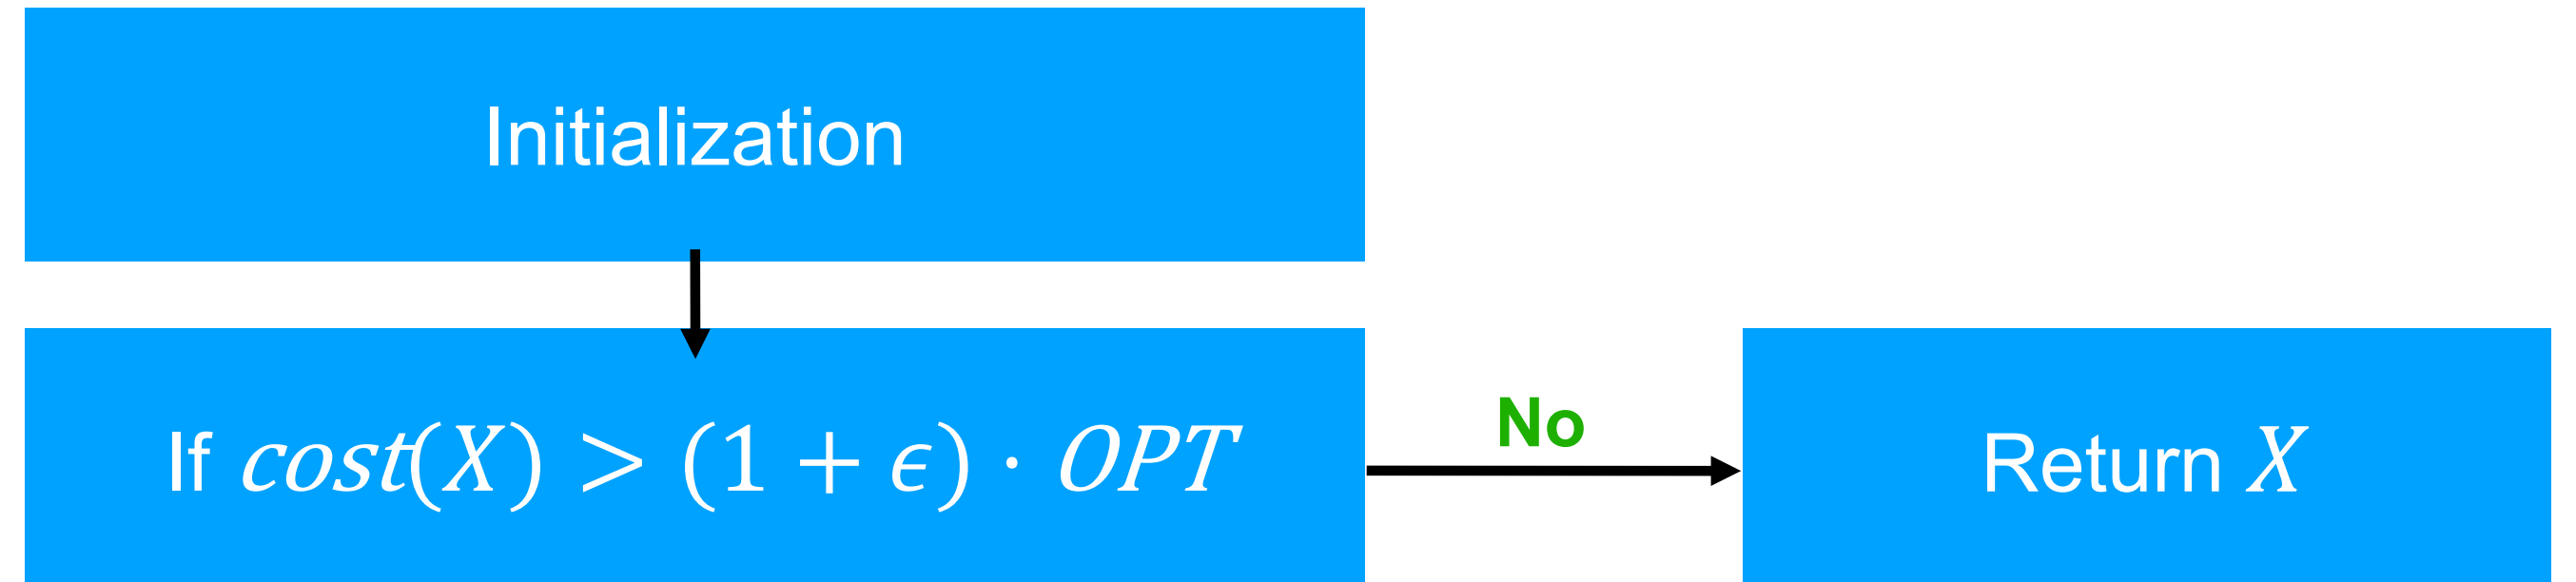 Initialization
If cost(X) > (1 + ϵ) · OPT
No
Return X